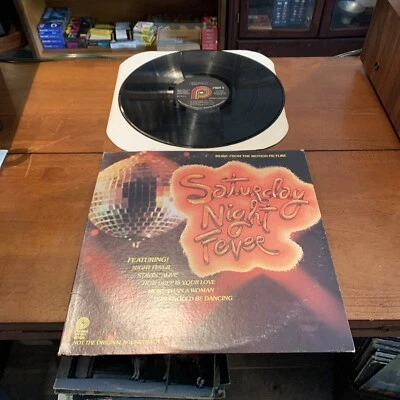 MUSIC FROM THE MOTION PICTURE
Saturday
Night
Fever
FEATURING:
NIGHT FEVER
STAYIN' ALIVE
HOW DEEP IS YOUR LOVE
MORE THAN A WOMAN
YOU SHOULD BE DANCING
NOT THE ORIGINAL SOUNDTRACK